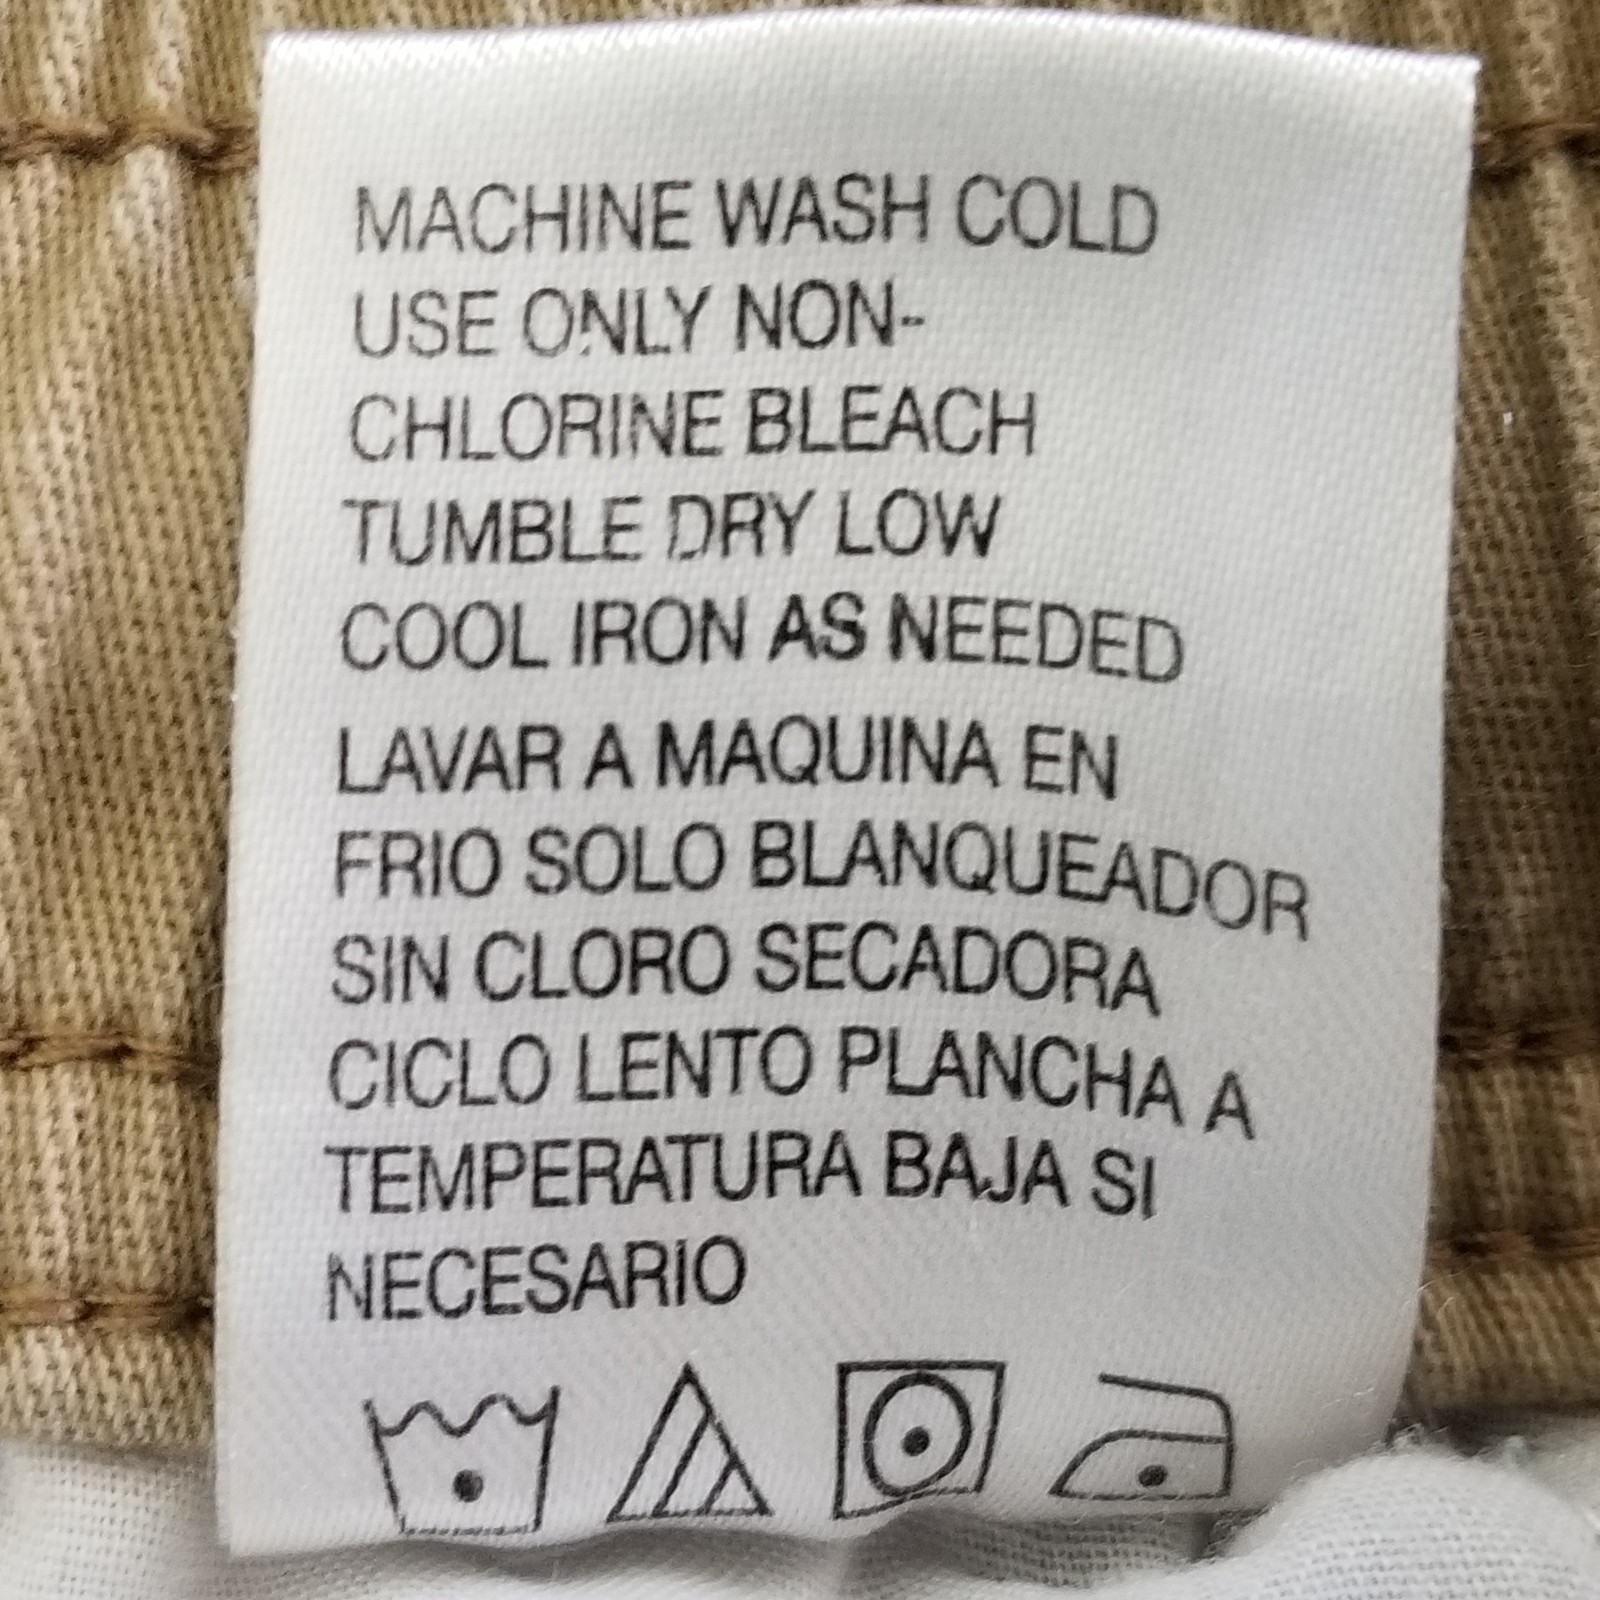 MACHINE WASH COLD
USE ONLY NON-
CHLORINE BLEACH
TUMBLE DRY LOW
COOL IRON AS NEEDED
LAVAR A MAQUINA EN
FRIO SOLO BLANQUEADOR
SIN CLORO SECADORA
CICLO LENTO PLANCHA A
TEMPERATURA BAJA SI
NECESARIO